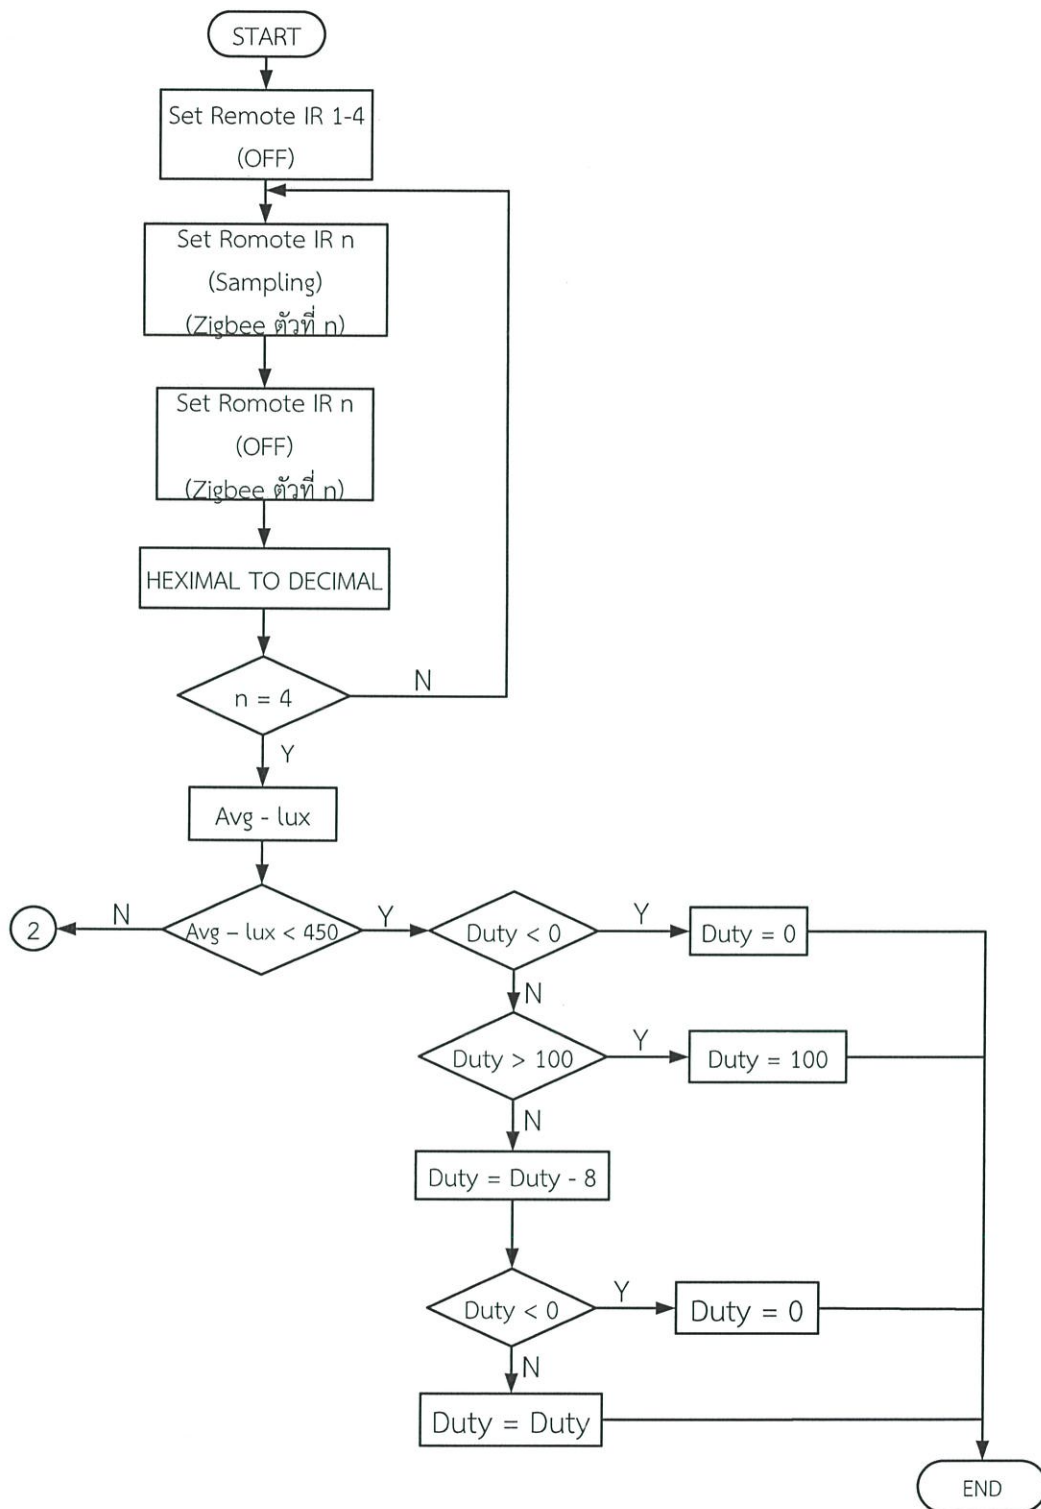 START
Set Remote IR 1-4
(OFF)
Set Romote IR n
(Sampling)
(Zigbee ตัวที่ n)
Set Romote IR n
(OFF)
(Zigbee ตัวที่ n)
HEXIMAL TO DECIMAL
n = 4
N
Y
Avg - lux
2
N
Avg – lux < 450
Y
Duty < 0
Y
Duty = 0
N
Duty > 100
Y
Duty = 100
N
Duty = Duty - 8
Duty < 0
Y
Duty = 0
N
Duty = Duty
END